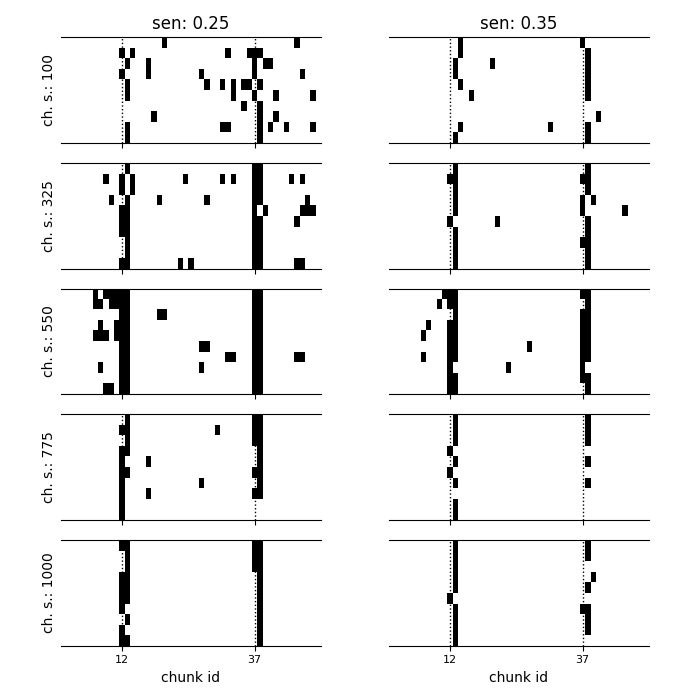 sen: 0.25
sen: 0.35
ch. s.: 100
ch. s.: 325
ch. s.: 550
ch. s.: 775
ch. s.: 1000
12 37
12 37
chunk id
chunk id